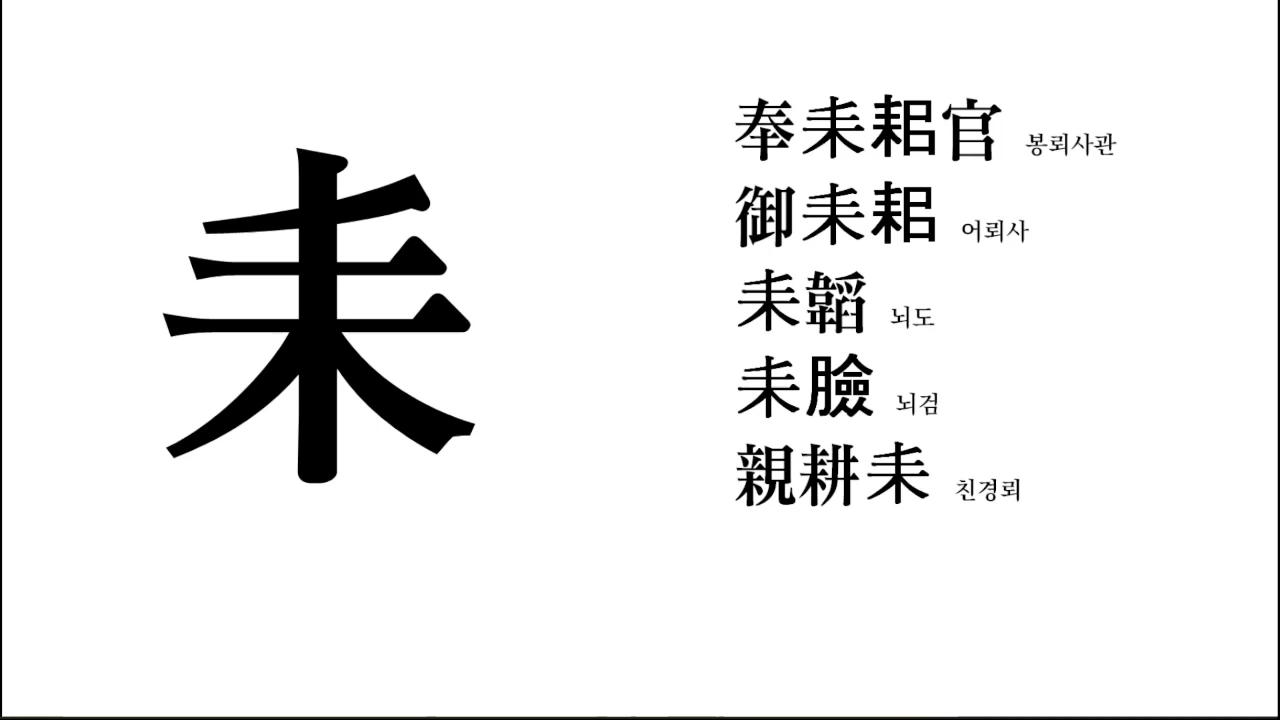 耒
奉耒耜官 봉뢰사관
御耒耜 어뢰사
耒韜 뇌도
耒臉 뇌검
親耕耒 친경뢰